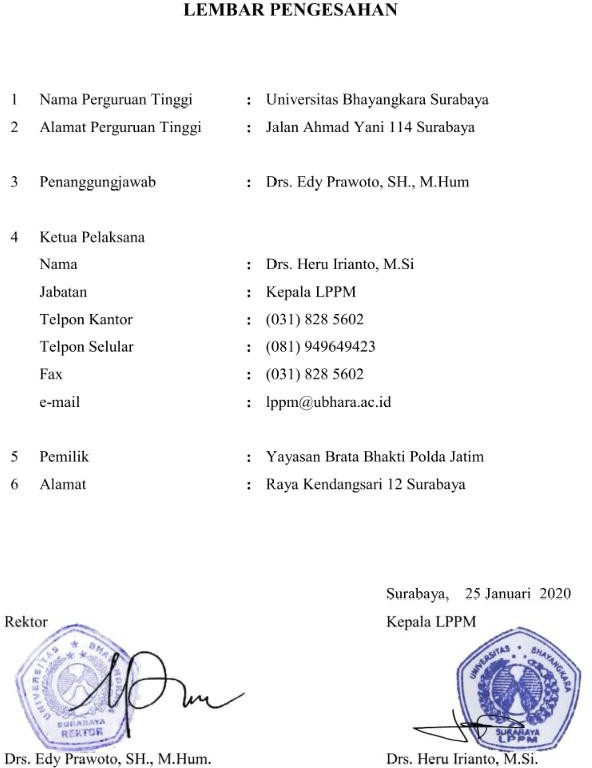 LEMBAR PENGESAHAN
1 Nama Perguruan Tinggi : Universitas Bhayangkara Surabaya
2 Alamat Perguruan Tinggi : Jalan Ahmad Yani 114 Surabaya
3 Penanggungjawab : Drs. Edy Prawoto, SH., M.Hum
4 Ketua Pelaksana
Nama : Drs. Heru Irianto, M.Si
Jabatan : Kepala LPPM
Telpon Kantor : (031) 828 5602
Telpon Selular : (081) 949649423
Fax : (031) 828 5602
e-mail : lppm@ubhara.ac.id
5 Pemilik : Yayasan Brata Bhakti Polda Jatim
6 Alamat : Raya Kendangsari 12 Surabaya
Surabaya, 25 Januari 2020
Rektor Kepala LPPM
UNIVERSITAS BHAYANGKARA
SURABAYA
REKTOR
UNIVERSITAS BHAYANGKARA
SURABAYA
LPPM
Drs. Edy Prawoto, SH., M.Hum. Drs. Heru Irianto, M.Si.